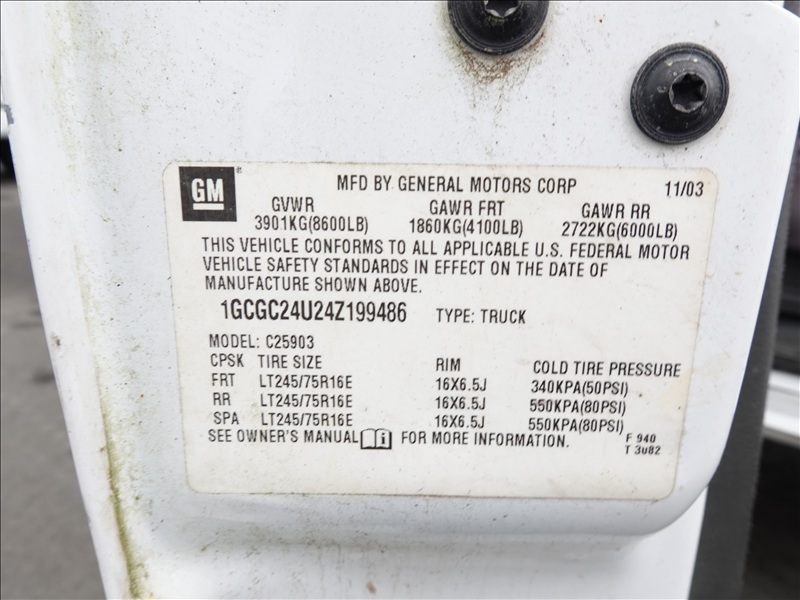 GM MFD BY GENERAL MOTORS CORP 11/03
GVWR GAWR FRT GAWR RR
3901KG(8600LB) 1860KG(4100LB) 2722KG(6000LB)
THIS VEHICLE CONFORMS TO ALL APPLICABLE U.S. FEDERAL MOTOR
VEHICLE SAFETY STANDARDS IN EFFECT ON THE DATE OF
MANUFACTURE SHOWN ABOVE.
1GCGC24U24Z199486 TYPE: TRUCK
MODEL: C25903
CPSK TIRE SIZE RIM COLD TIRE PRESSURE
FRT LT245/75R16E 16X6.5J 340KPA(50PSI)
RR LT245/75R16E 16X6.5J 550KPA(80PSI)
SPA LT245/75R16E 16X6.5J 550KPA(80PSI)
SEE OWNER'S MANUAL i FOR MORE INFORMATION. F 940
T 3082